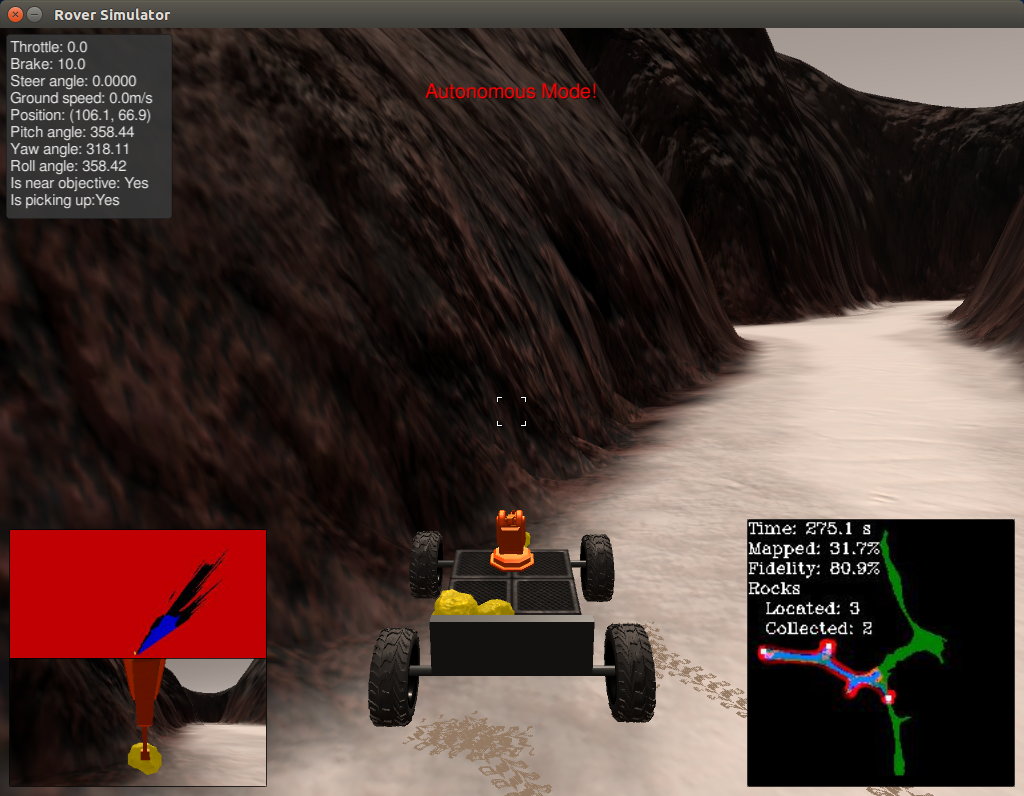 Rover Simulator
Throttle: 0.0
Brake: 10.0
Steer angle: 0.0000
Ground speed: 0.0m/s
Position: (106.1, 66.9)
Pitch angle: 358.44
Yaw angle: 318.11
Roll angle: 358.42
Is near objective: Yes
Is picking up:Yes
Autonomous Mode!
Time: 275.1 s
Mapped: 31.7%
Fidelity: 80.9%
Rocks
Located: 3
Collected: 2